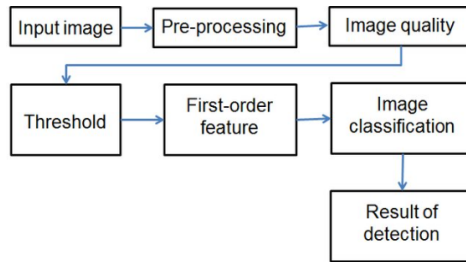 Input image
Pre-processing
Image quality
Threshold
First-order
feature
Image
classification
Result of
detection